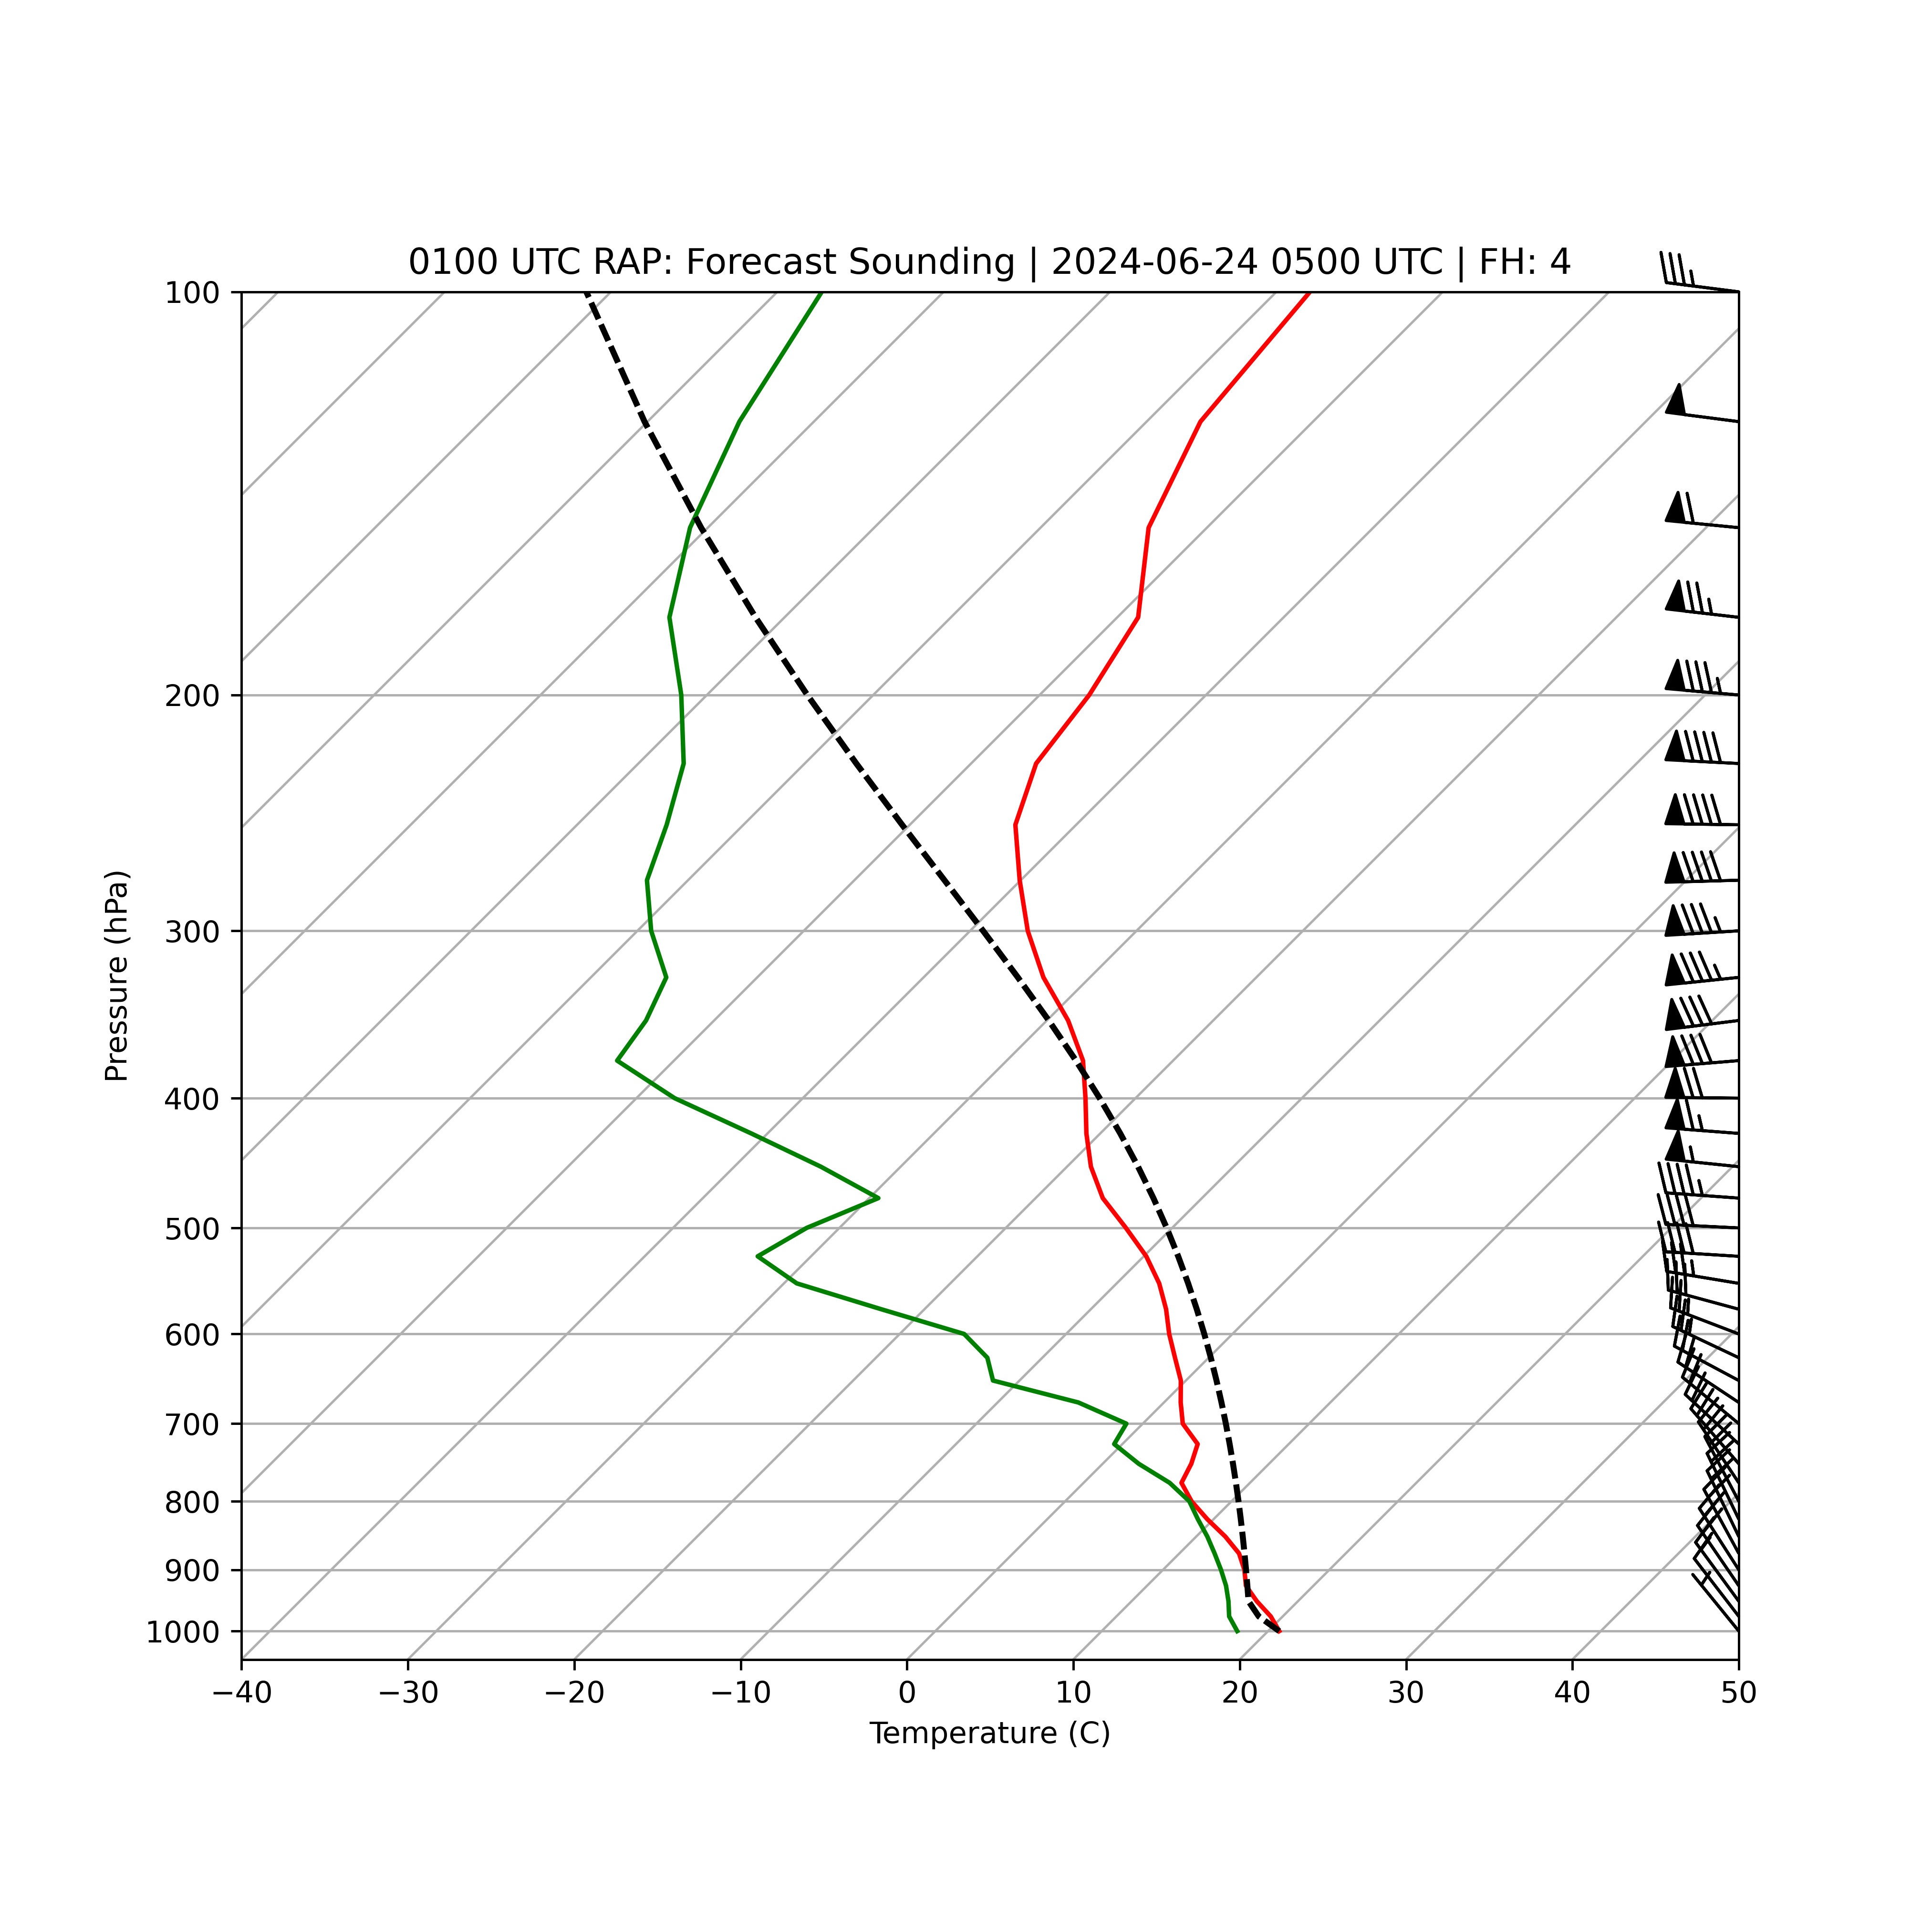 0100 UTC RAP: Forecast Sounding | 2024-06-24 0500 UTC | FH: 4
100
200
300
400
500
600
700
800
900
1000
Pressure (hPa)
−40 −30 −20 −10 0 10 20 30 40 50
Temperature (C)